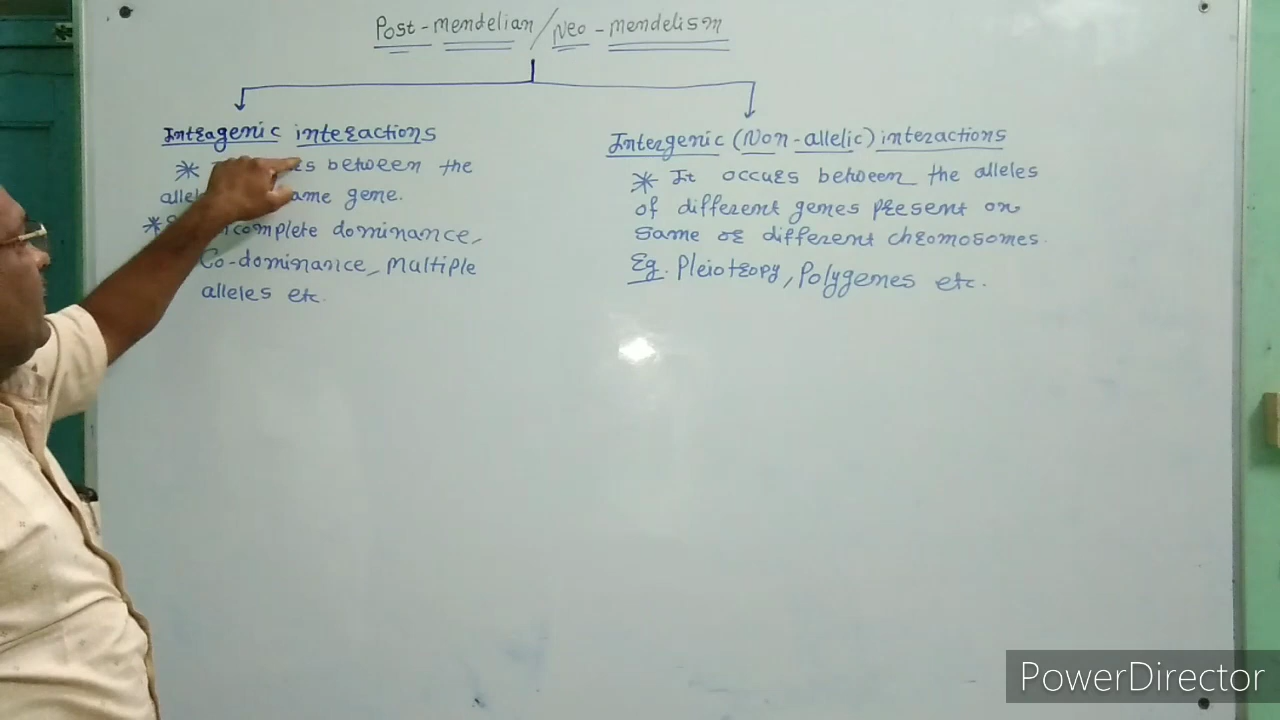 Post-mendelian/Neo-mendelism
Intragenic interactions
* between the
ame gene.
* complete dominance,
Co-dominance, Multiple
alleles etc.
Intergenic (Non-allelic) interactions
* It occurs between the alleles
of different genes present on
same or different chromosomes.
Eg. Pleiotropy, Polygenes etc.
PowerDirector